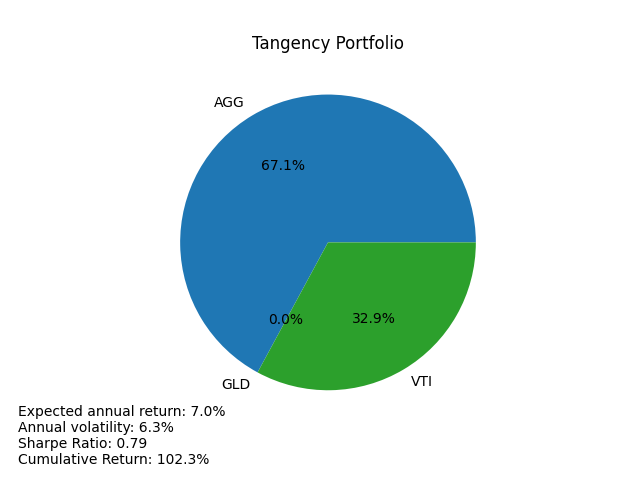 Tangency Portfolio
AGG
67.1%
0.0%
32.9%
GLD
VTI
Expected annual return: 7.0%
Annual volatility: 6.3%
Sharpe Ratio: 0.79
Cumulative Return: 102.3%